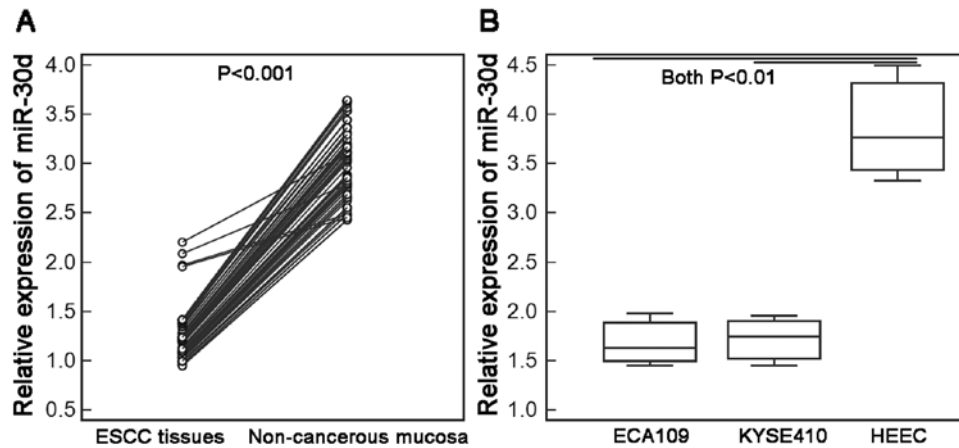 A
Relative expression of miR-30d
4.0
3.5
3.0
2.5
2.0
1.5
1.0
0.5
P<0.001
ESCC tissues
Non-cancerous mucosa
B
Relative expression of miR-30d
4.5
4.0
3.5
3.0
2.5
2.0
1.5
1.0
Both P<0.01
ECA109
KYSE410
HEEC